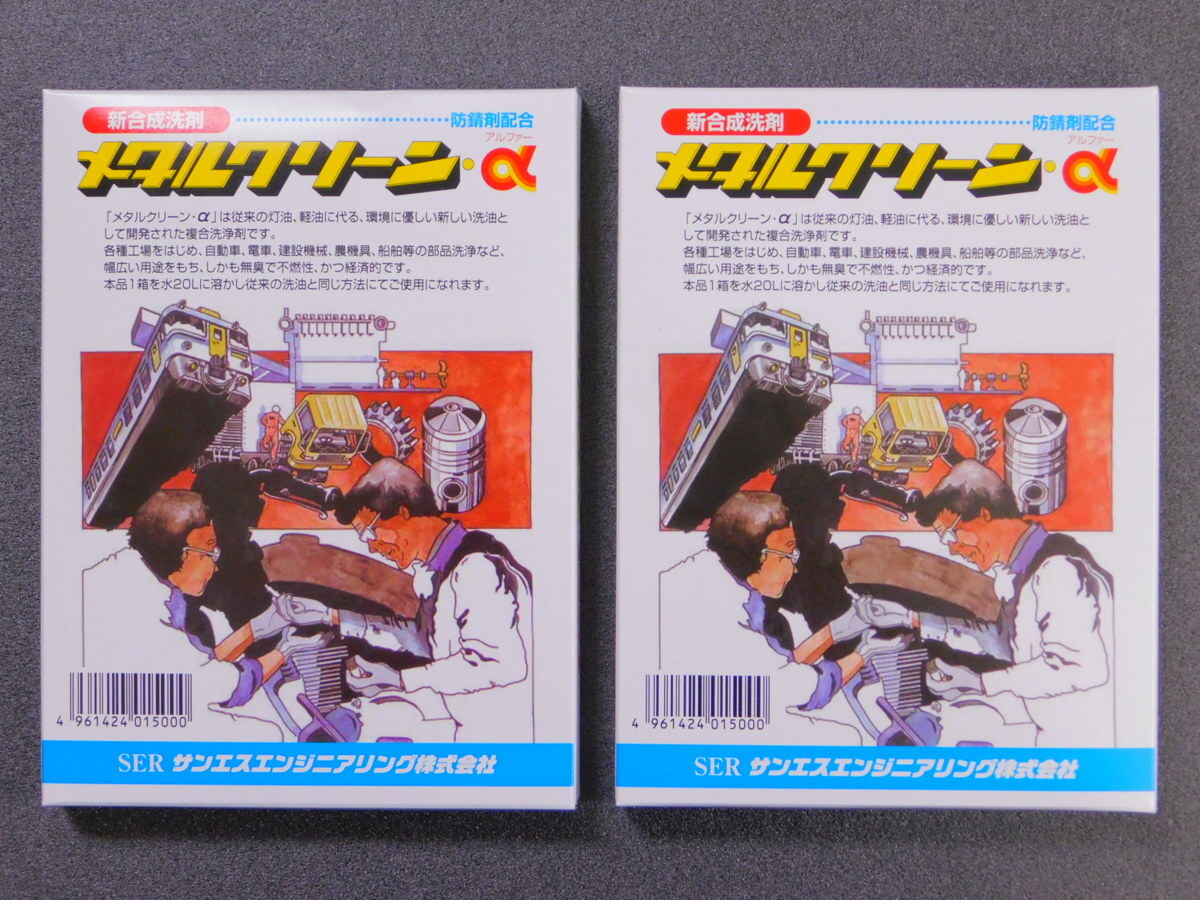 新合成洗剤
防錆剤配合
アルファー
メタルクリーン・α
「メタルクリーン・α」は従来の灯油、軽油に代る、環境に優しい新しい洗油と
して開発された複合洗浄剤です。
各種工場をはじめ、自動車、電車、建設機械、農機具、船舶等の部品洗浄など、
幅広い用途をもち、しかも無臭で不燃性、かつ経済的です。
本品1箱を水20Lに溶かし従来の洗油と同じ方法にてご使用になれます。
4 961424 015000
SER サンエスエンジニアリング株式会社
新合成洗剤
防錆剤配合
アルファー
メタルクリーン・α
「メタルクリーン・α」は従来の灯油、軽油に代る、環境に優しい新しい洗油と
して開発された複合洗浄剤です。
各種工場をはじめ、自動車、電車、建設機械、農機具、船舶等の部品洗浄など、
幅広い用途をもち、しかも無臭で不燃性、かつ経済的です。
本品1箱を水20Lに溶かし従来の洗油と同じ方法にてご使用になれます。
4 961424 015000
SER サンエスエンジニアリング株式会社